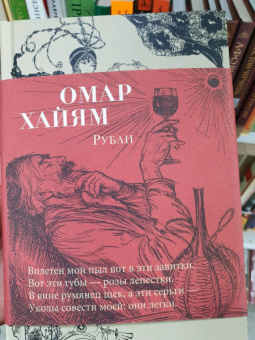 ОМАР
ХАЙЯМ
РУБАИ
Вплетен мой пыл вот в эти завитки.
Вот эти губы — розы лепестки.
В вине румянец щек, а эти серьги —
Уколы совести моей: они легки.